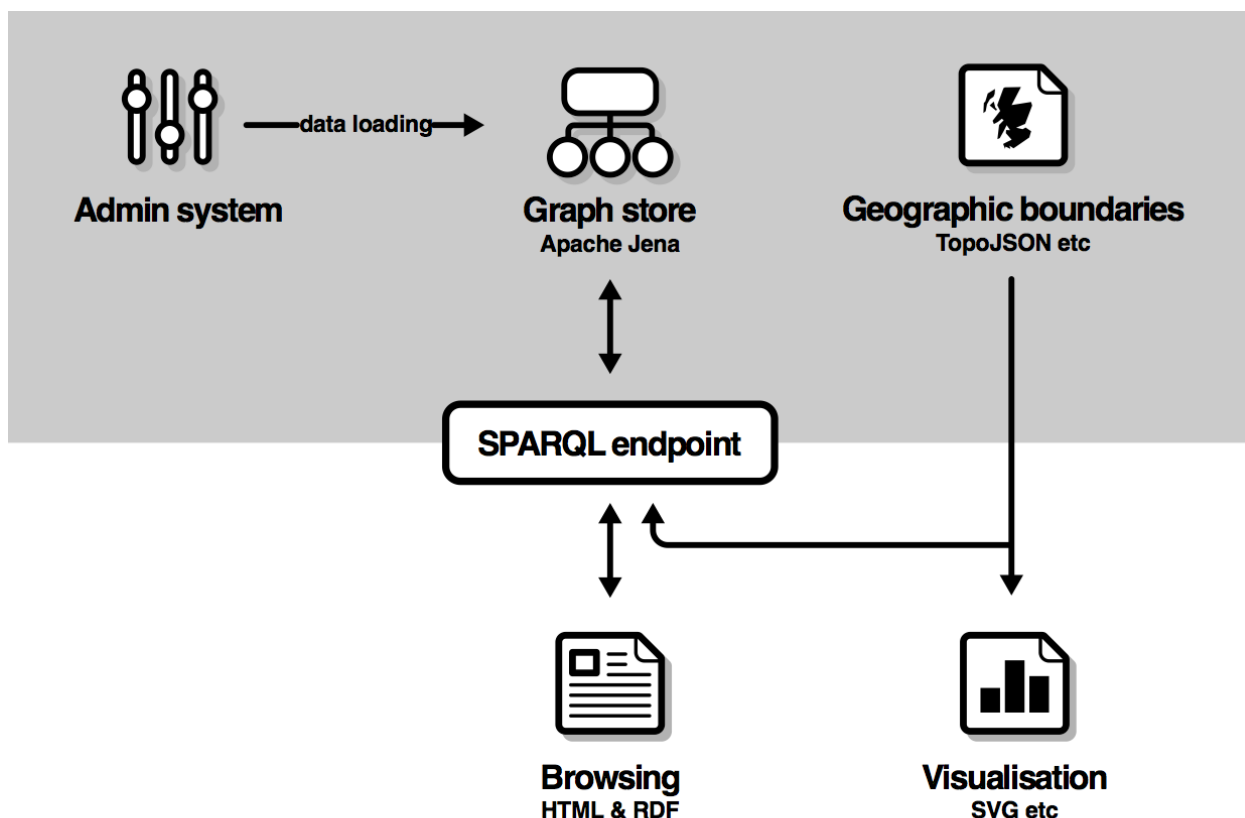 data loading
Admin system
Graph store
Apache Jena
Geographic boundaries
TopoJSON etc
SPARQL endpoint
Browsing
HTML & RDF
Visualisation
SVG etc